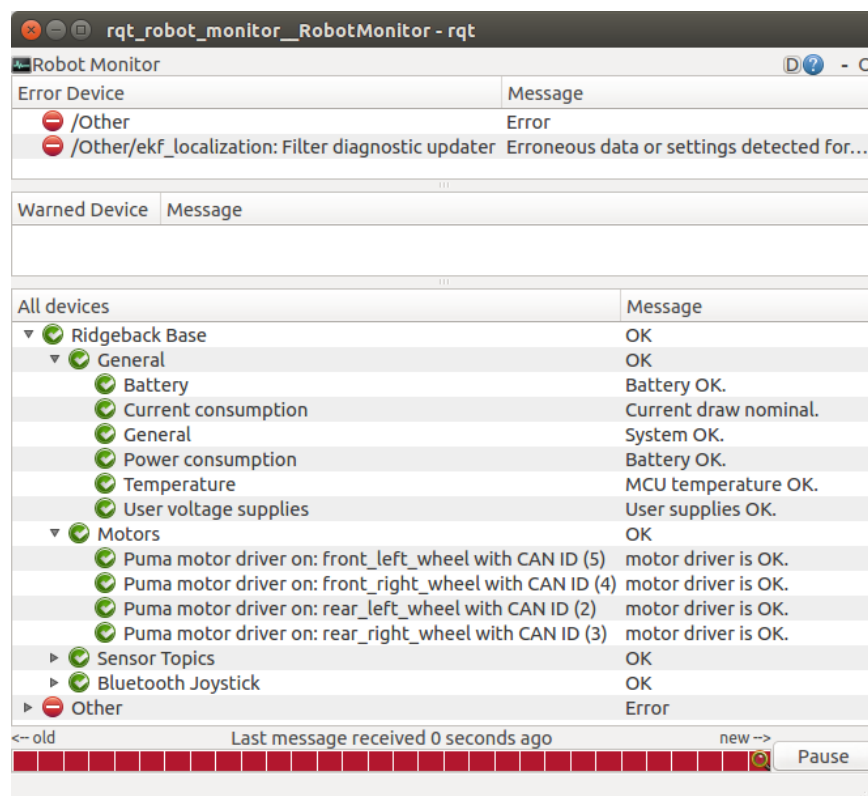 rqt_robot_monitor__RobotMonitor - rqt
Robot Monitor D ? -
Error Device Message
/Other Error
/Other/ekf_localization: Filter diagnostic updater Erroneous data or settings detected for...
Warned Device Message
All devices Message
Ridgeback Base OK
General OK
Battery Battery OK.
Current consumption Current draw nominal.
General System OK.
Power consumption Battery OK.
Temperature MCU temperature OK.
User voltage supplies User supplies OK.
Motors OK
Puma motor driver on: front_left_wheel with CAN ID (5) motor driver is OK.
Puma motor driver on: front_right_wheel with CAN ID (4) motor driver is OK.
Puma motor driver on: rear_left_wheel with CAN ID (2) motor driver is OK.
Puma motor driver on: rear_right_wheel with CAN ID (3) motor driver is OK.
Sensor Topics OK
Bluetooth Joystick OK
Other Error
<-- old Last message received 0 seconds ago new -->
Pause